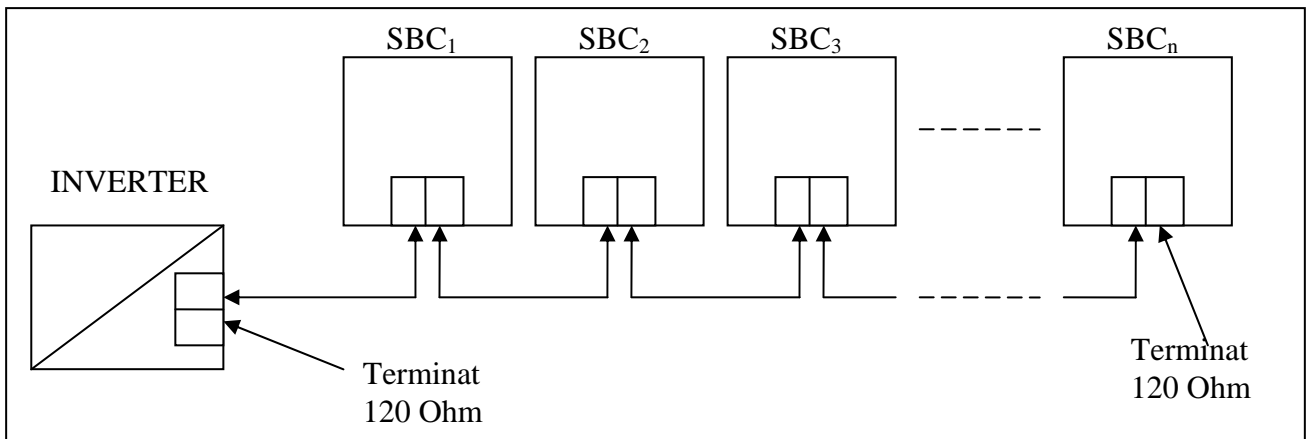 SBC₁ SBC₂ SBC₃ SBCₙ
INVERTER
Terminat
120 Ohm
Terminat
120 Ohm